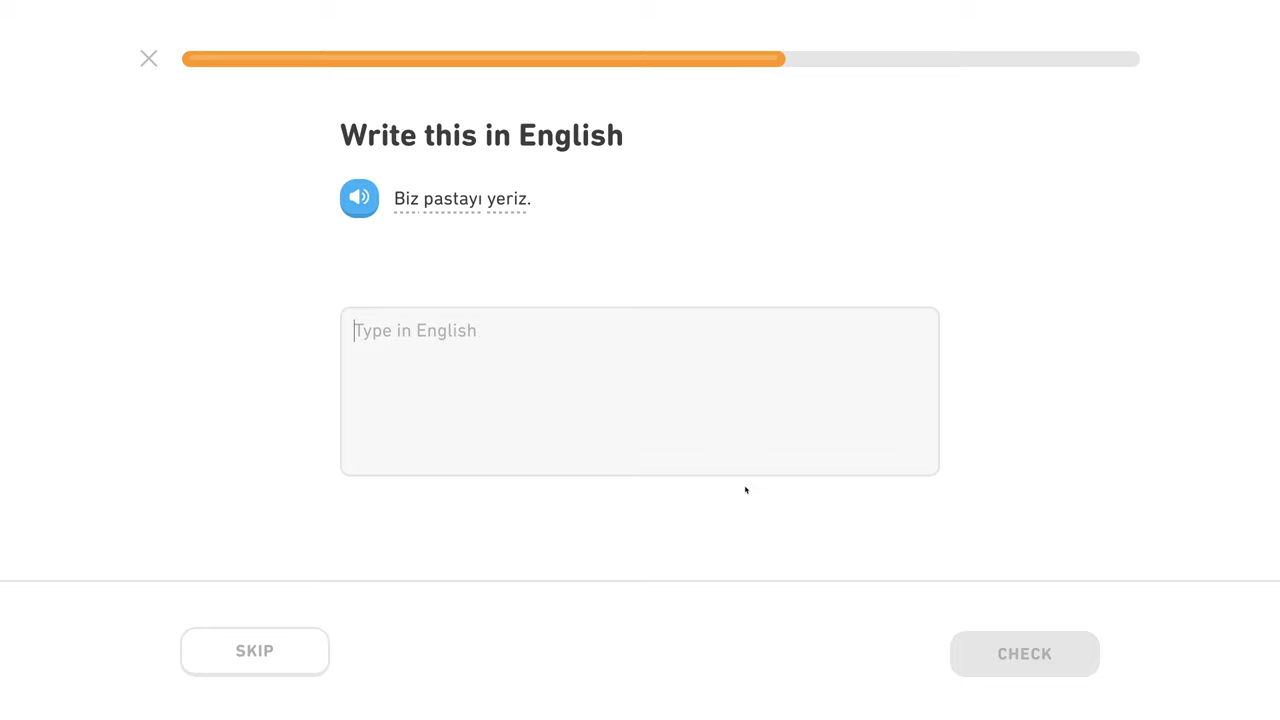 Write this in English
Biz pastayı yeriz.
Type in English
SKIP
CHECK